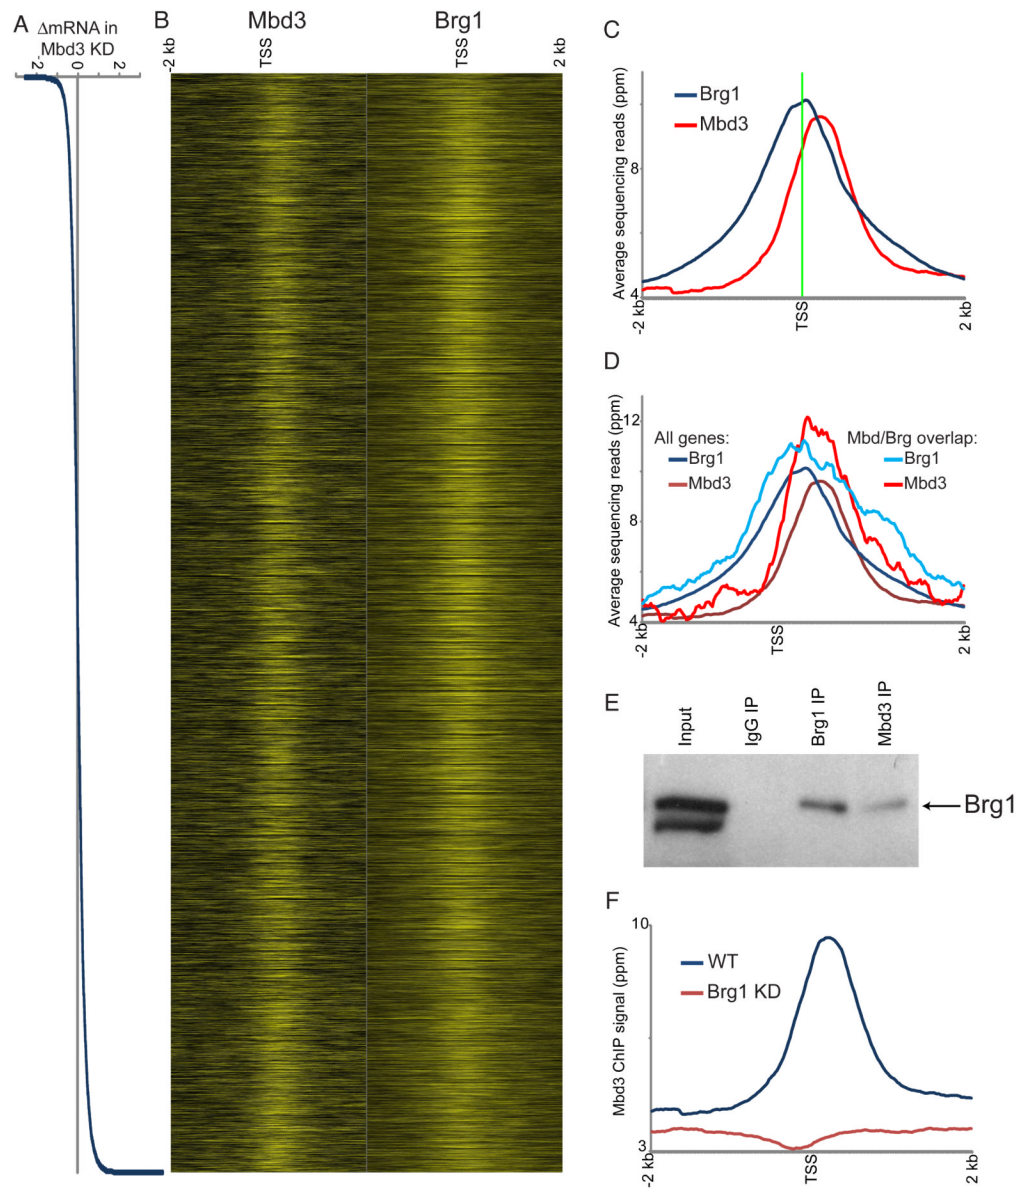 A
ΔmRNA in
Mbd3 KD
-2
0
2
B
Mbd3
Brg1
-2 kb
TSS
TSS
2 kb
C
Average sequencing reads (ppm)
8
4
Brg1
Mbd3
-2 kb
TSS
2 kb
D
Average sequencing reads (ppm)
12
8
4
All genes:
Brg1
Mbd3
Mbd/Brg overlap:
Brg1
Mbd3
-2 kb
TSS
2 kb
E
Input
IgG IP
Brg1 IP
Mbd3 IP
Brg1
F
Mbd3 ChIP signal (ppm)
10
3
WT
Brg1 KD
-2 kb
TSS
2 kb